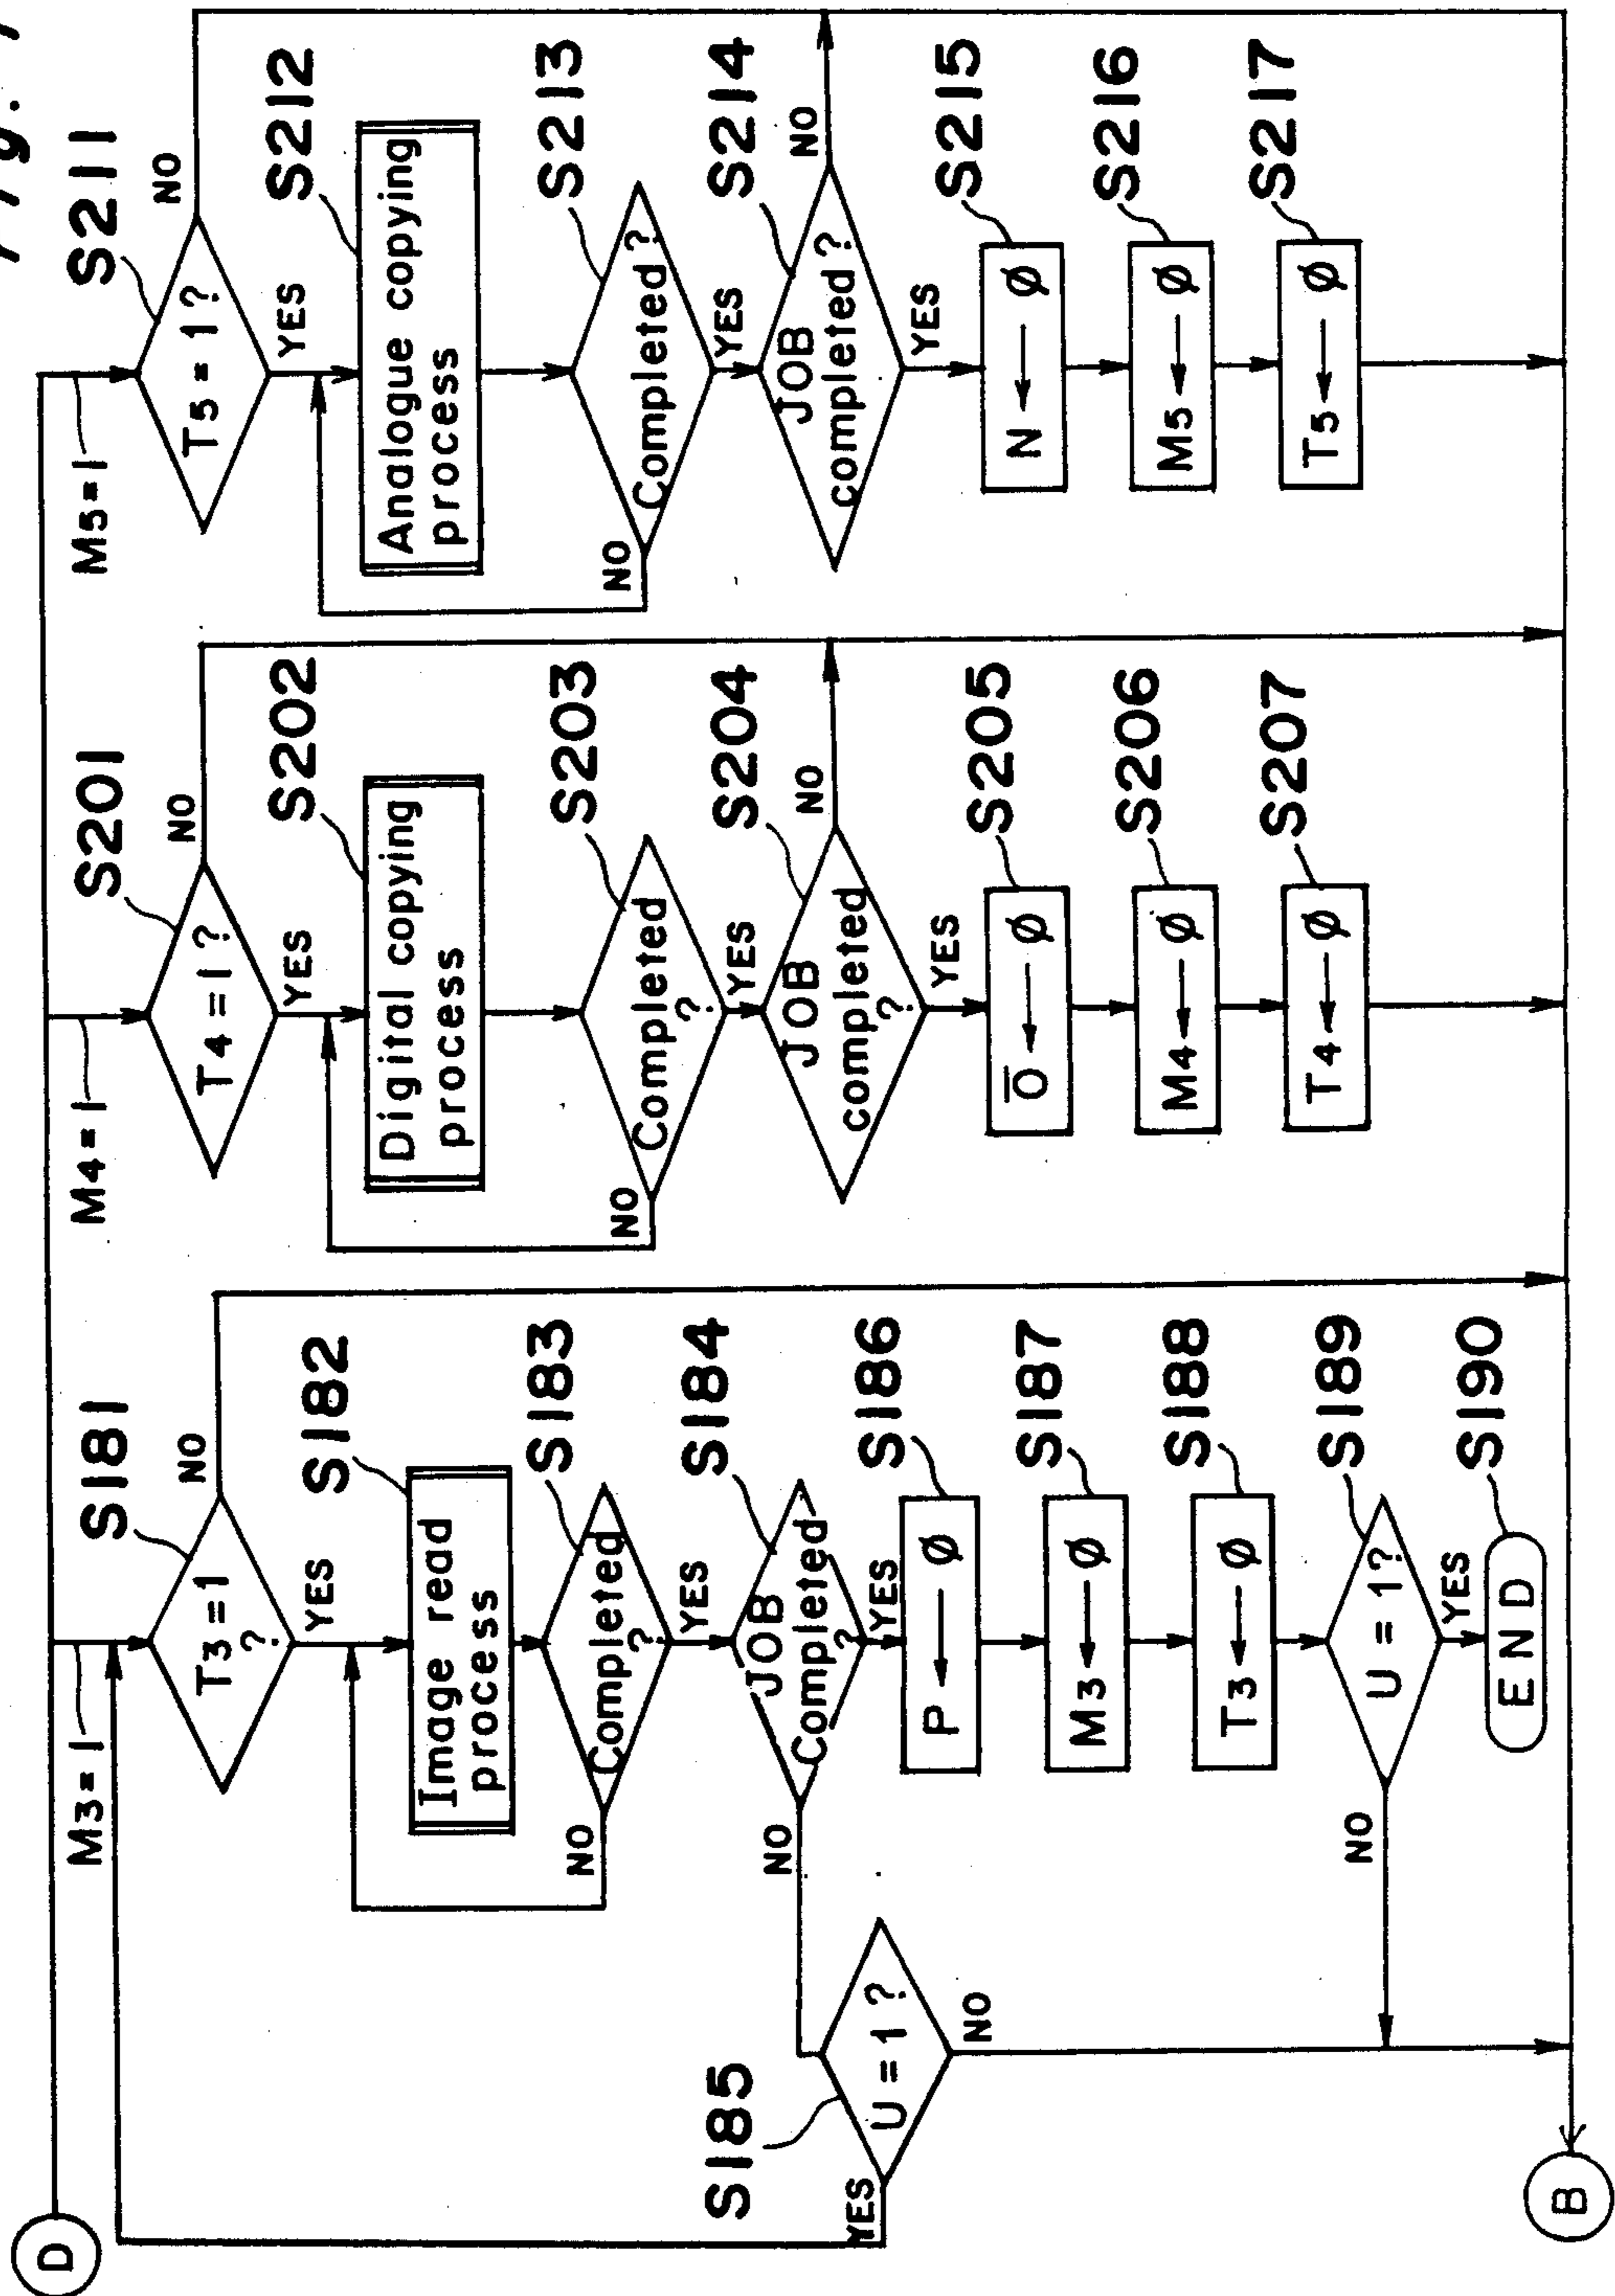 D
M3=1
S181
T3=1
?
NO
YES
S182
Image read
process
S183
Completed
?
NO
YES
S184
JOB
Completed
?
NO
YES
S185
U=1?
YES
NO
S186
P ← Ø
S187
M3 ← Ø
S188
T3 ← Ø
S189
U=1?
NO
YES
S190
END
M4=1
S201
T4=1?
NO
YES
S202
Digital copying
process
S203
Completed
?
NO
YES
S204
JOB
completed
?
NO
YES
S205
O̅ ← Ø
S206
M4 ← Ø
S207
T4 ← Ø
M5=1
S211
T5=1?
NO
YES
S212
Analogue copying
process
S213
Completed?
NO
YES
S214
JOB
completed?
NO
YES
S215
N ← Ø
S216
M5 ← Ø
S217
T5 ← Ø
B